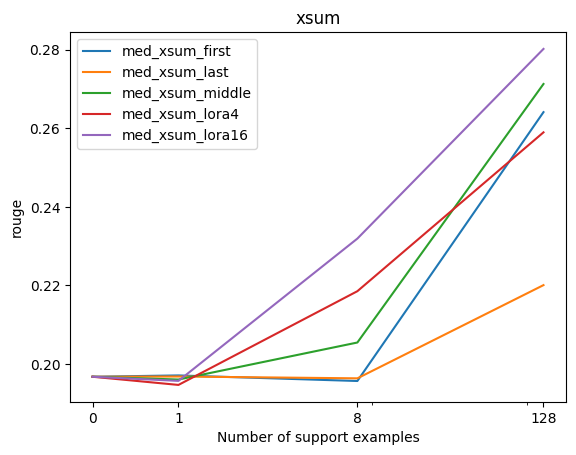 xsum
med_xsum_first
med_xsum_last
med_xsum_middle
med_xsum_lora4
med_xsum_lora16
0.28
0.26
0.24
0.22
0.20
rouge
0 1 8 128
Number of support examples